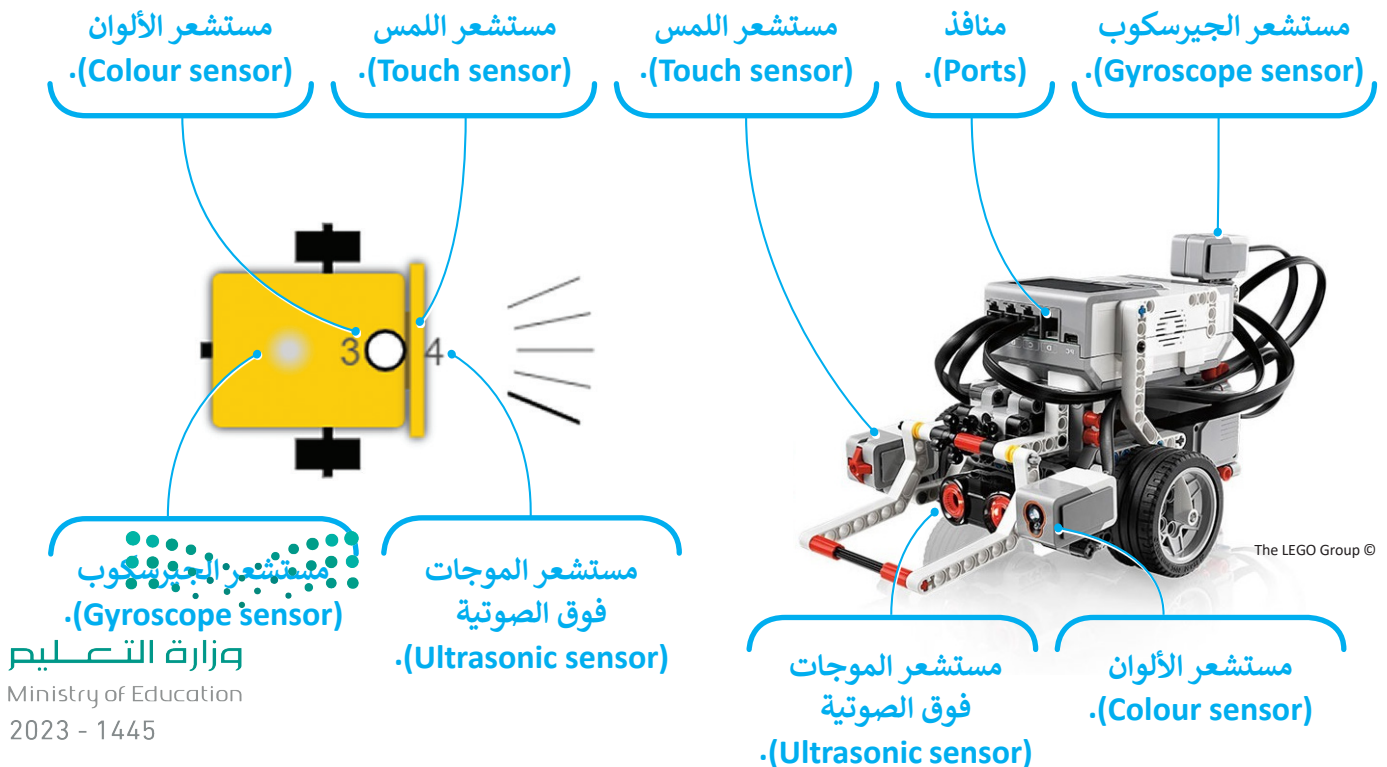 مستشعر الجيرسكوب
(Gyroscope sensor).
منافذ
(Ports).
مستشعر اللمس
(Touch sensor).
مستشعر اللمس
(Touch sensor).
مستشعر الألوان
(Colour sensor).
3
4
The LEGO Group ©
مستشعر الألوان
(Colour sensor).
مستشعر الموجات
فوق الصوتية
(Ultrasonic sensor).
مستشعر الموجات
فوق الصوتية
(Ultrasonic sensor).
مستشعر الجيرسكوب
(Gyroscope sensor).
وزارة التعليم
Ministry of Education
2023 - 1445